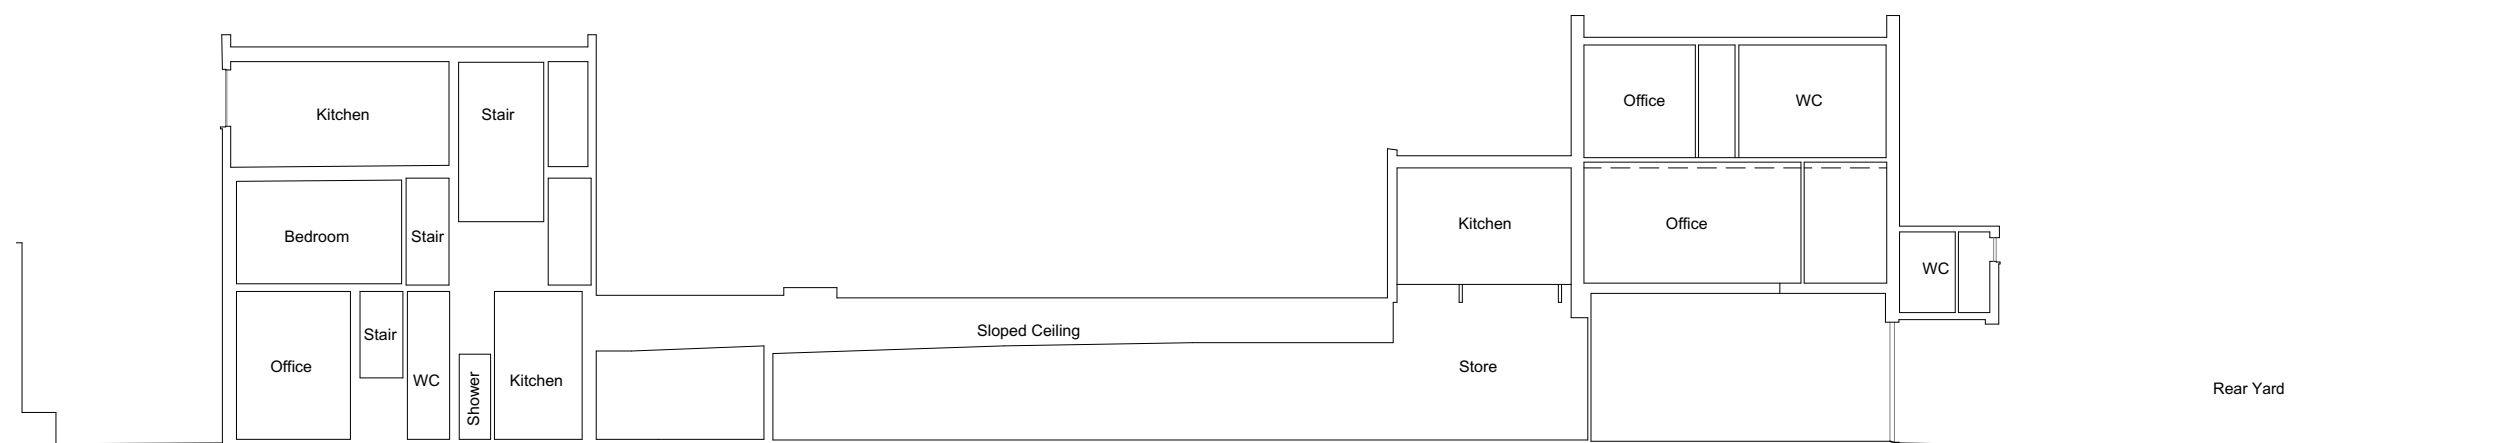 Office
WC
Kitchen
Stair
Kitchen
Office
Bedroom
Stair
WC
Sloped Ceiling
Stair
Office
Store
WC
Kitchen
Shower
Rear Yard